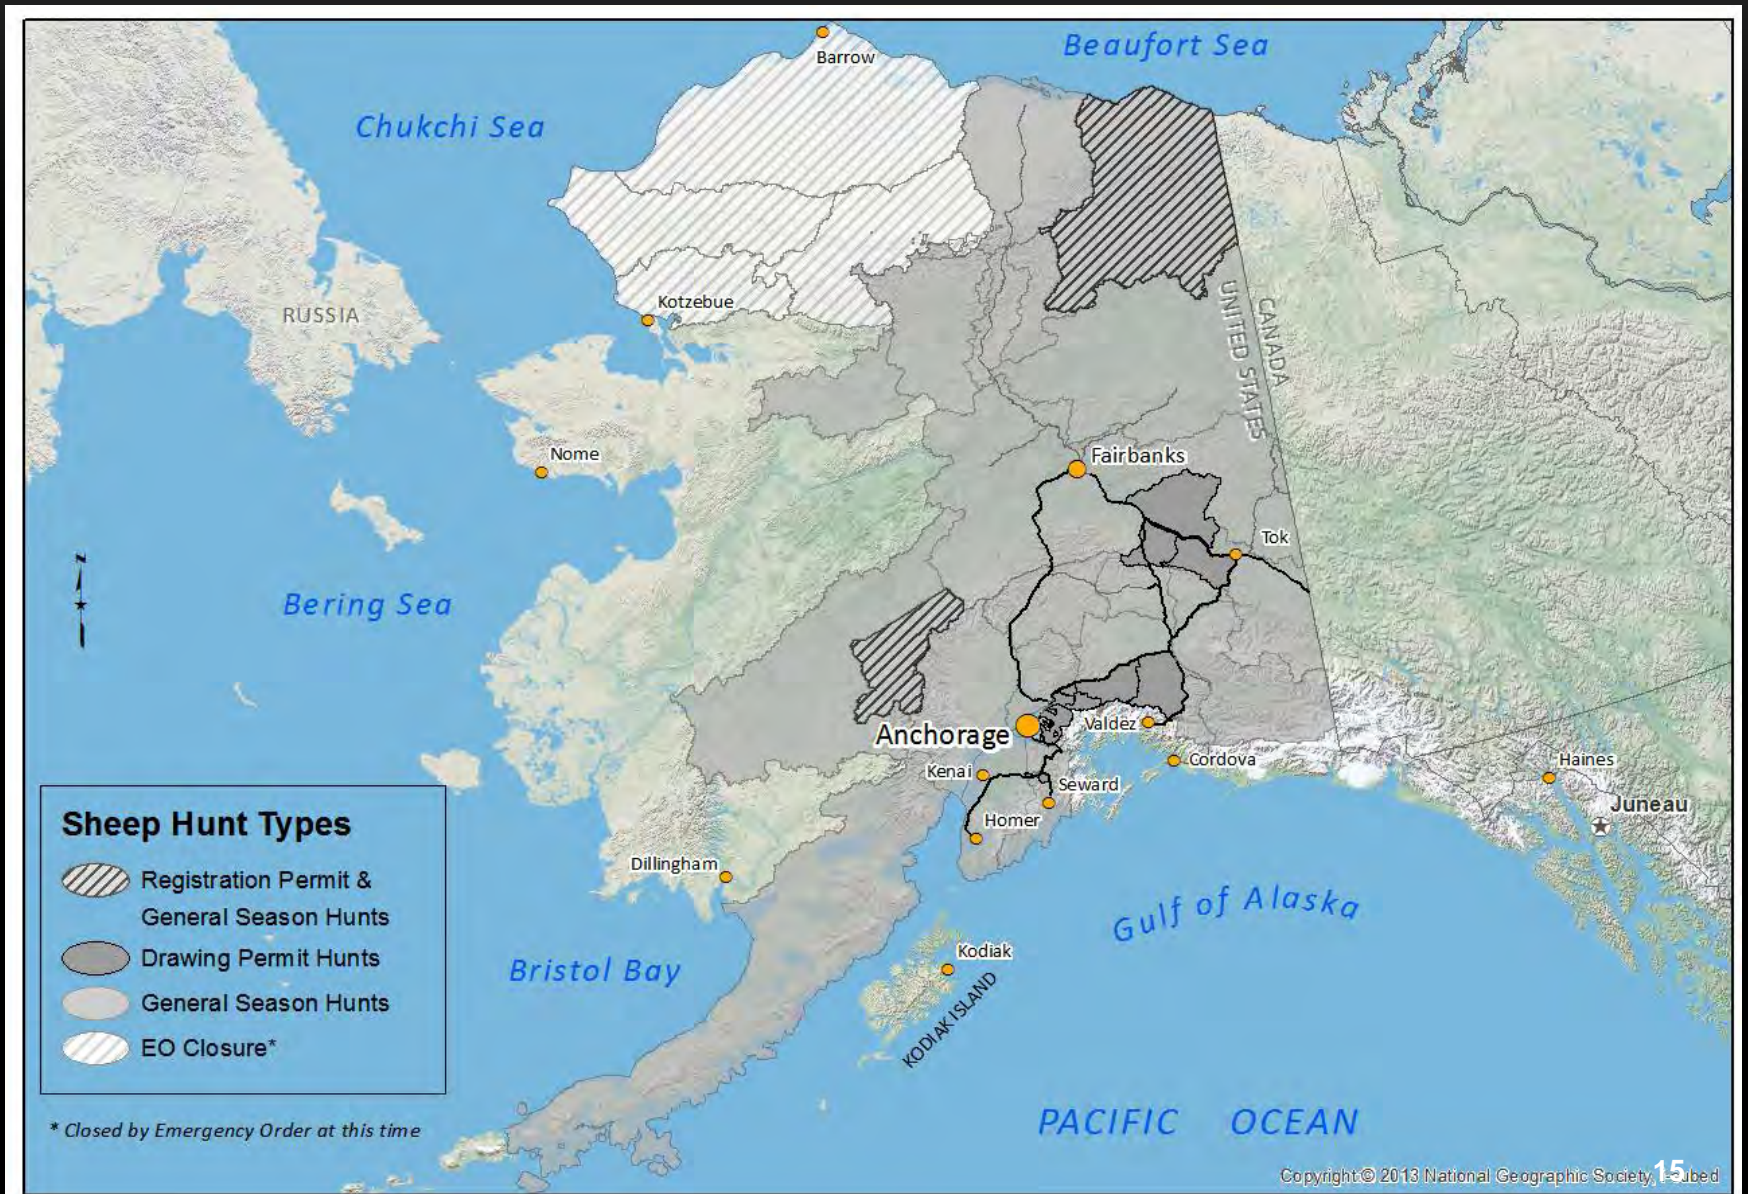 Beaufort Sea
Barrow
Chukchi Sea
Kotzebue
RUSSIA
UNITED STATES
CANADA
Nome
Fairbanks
Tok
Bering Sea
N
Anchorage
Valdez
Cordova
Kenai
Seward
Homer
Haines
Juneau
Dillingham
Gulf of Alaska
Kodiak
KODIAK ISLAND
Bristol Bay
PACIFIC OCEAN
Sheep Hunt Types
Registration Permit &
General Season Hunts
Drawing Permit Hunts
General Season Hunts
EO Closure*
* Closed by Emergency Order at this time
Copyright:© 2013 National Geographic Society,
15